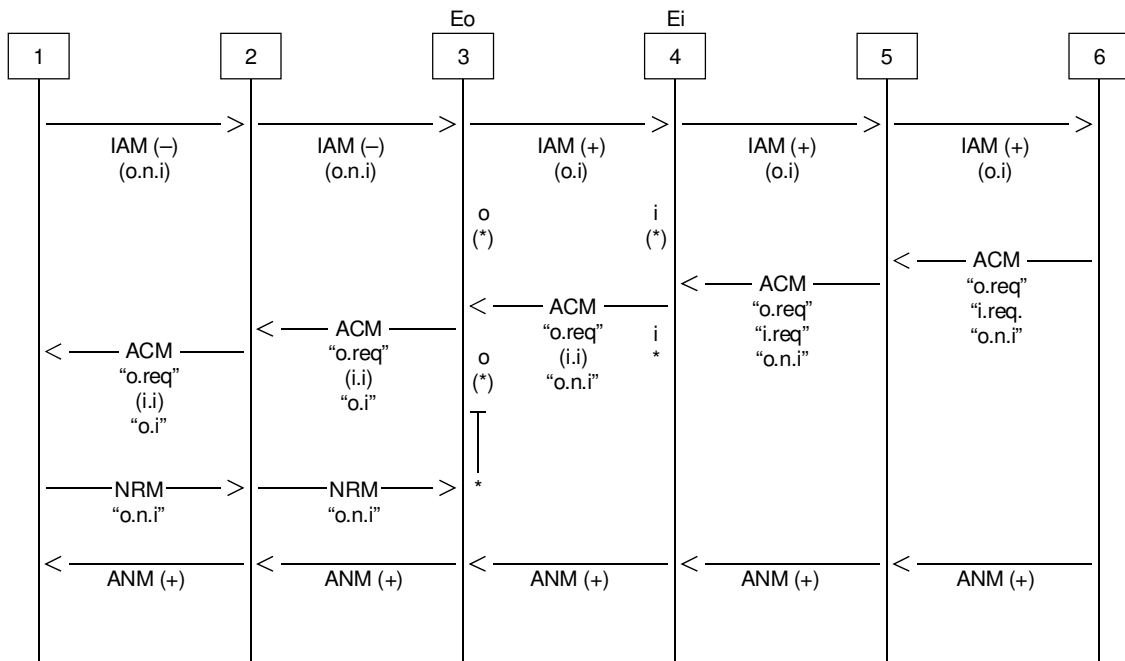 Eo Ei
1 2 3 4 5 6
IAM (–) IAM (–) IAM (+) IAM (+) IAM (+)
(o.n.i) (o.n.i) (o.i) (o.i) (o.i)
o i
(*) (*)
ACM
“o.req”
“i.req.
“o.n.i”
ACM
“o.req”
“i.req”
“o.n.i”
i
*
ACM
“o.req”
(i.i)
“o.n.i”
o
(*)
ACM
“o.req”
(i.i)
“o.i”
ACM
“o.req”
(i.i)
“o.i”
NRM NRM *
“o.n.i” “o.n.i”
ANM (+) ANM (+) ANM (+) ANM (+) ANM (+)